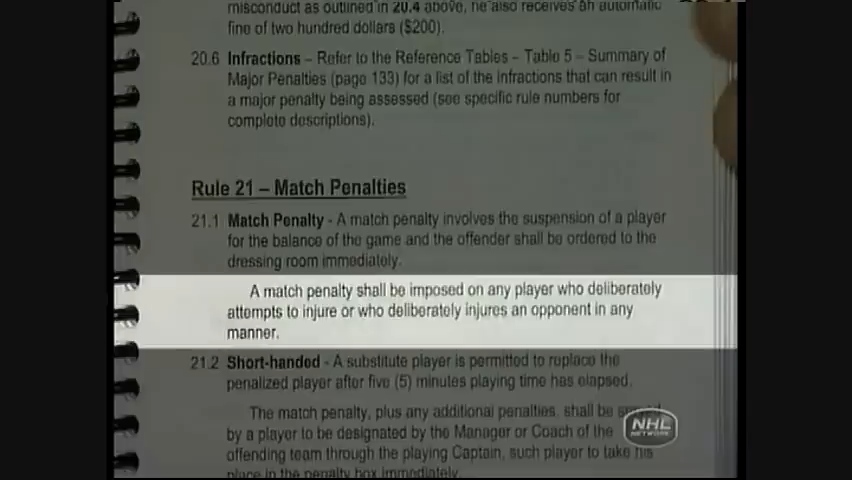 misconduct as outlined in 20.4 above, he also receives an automatic
fine of two hundred dollars ($200).
20.6 Infractions – Refer to the Reference Tables – Table 5 – Summary of
Major Penalties (page 133) for a list of the infractions that can result in
a major penalty being assessed (see specific rule numbers for
complete descriptions).
Rule 21 – Match Penalties
21.1 Match Penalty - A match penalty involves the suspension of a player
for the balance of the game and the offender shall be ordered to the
dressing room immediately.
A match penalty shall be imposed on any player who deliberately
attempts to injure or who deliberately injures an opponent in any
manner.
21.2 Short-handed - A substitute player is permitted to replace the
penalized player after five (5) minutes playing time has elapsed.
The match penalty, plus any additional penalties, shall be served
by a player to be designated by the Manager or Coach of the
offending team through the playing Captain, such player to take his
place in the penalty box immediately.
NHL
NETWORK